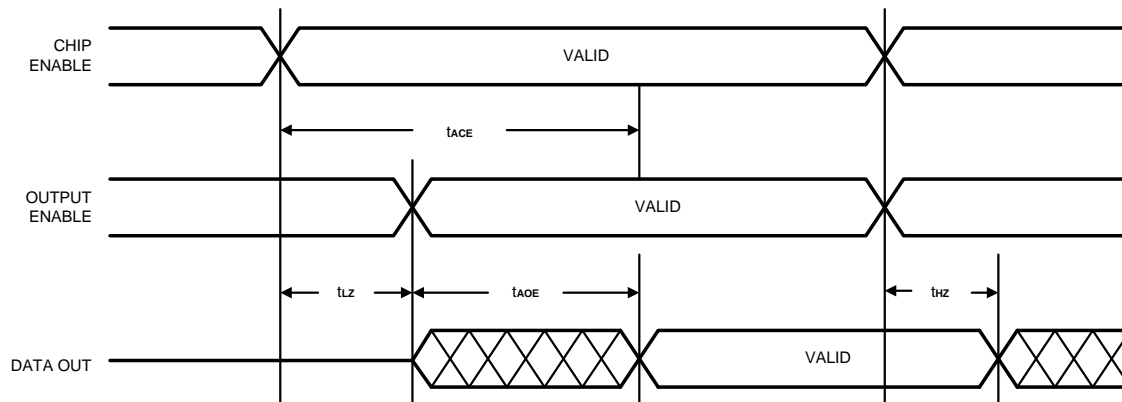 CHIP
ENABLE
VALID
tACE
OUTPUT
ENABLE
VALID
tLZ
tAOE
tHZ
DATA OUT
VALID